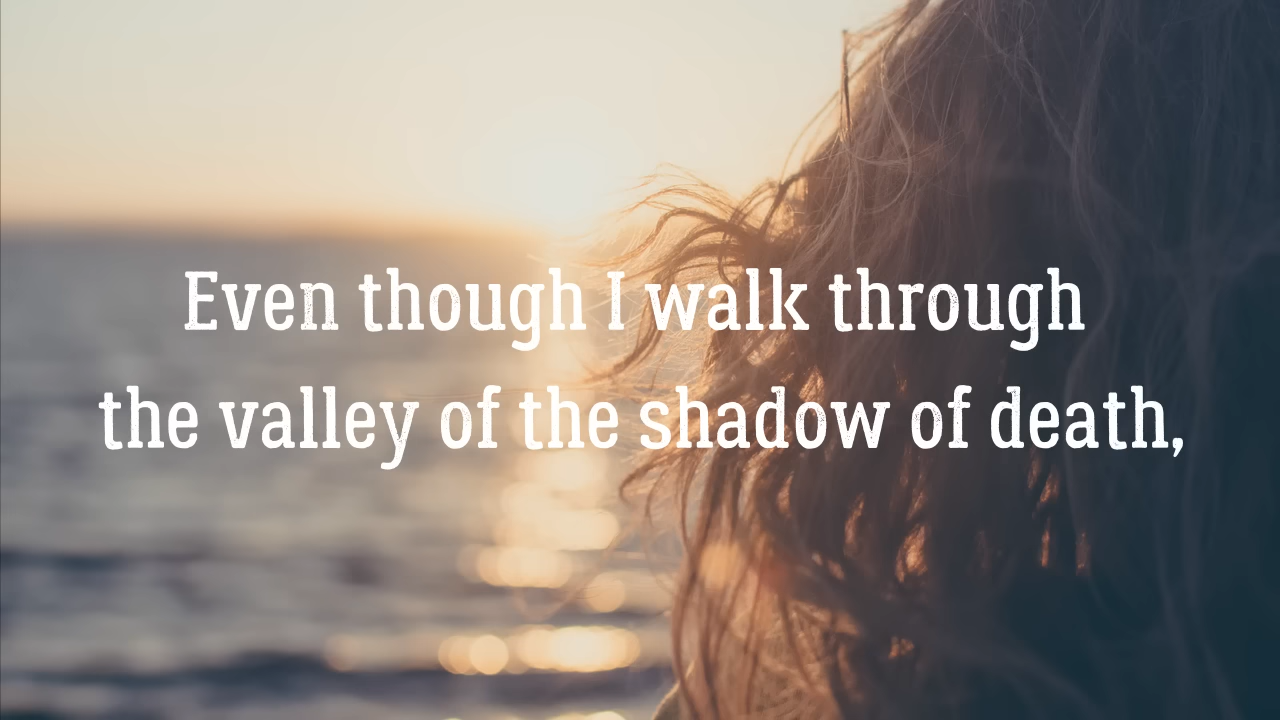 Even though I walk through
the valley of the shadow of death,